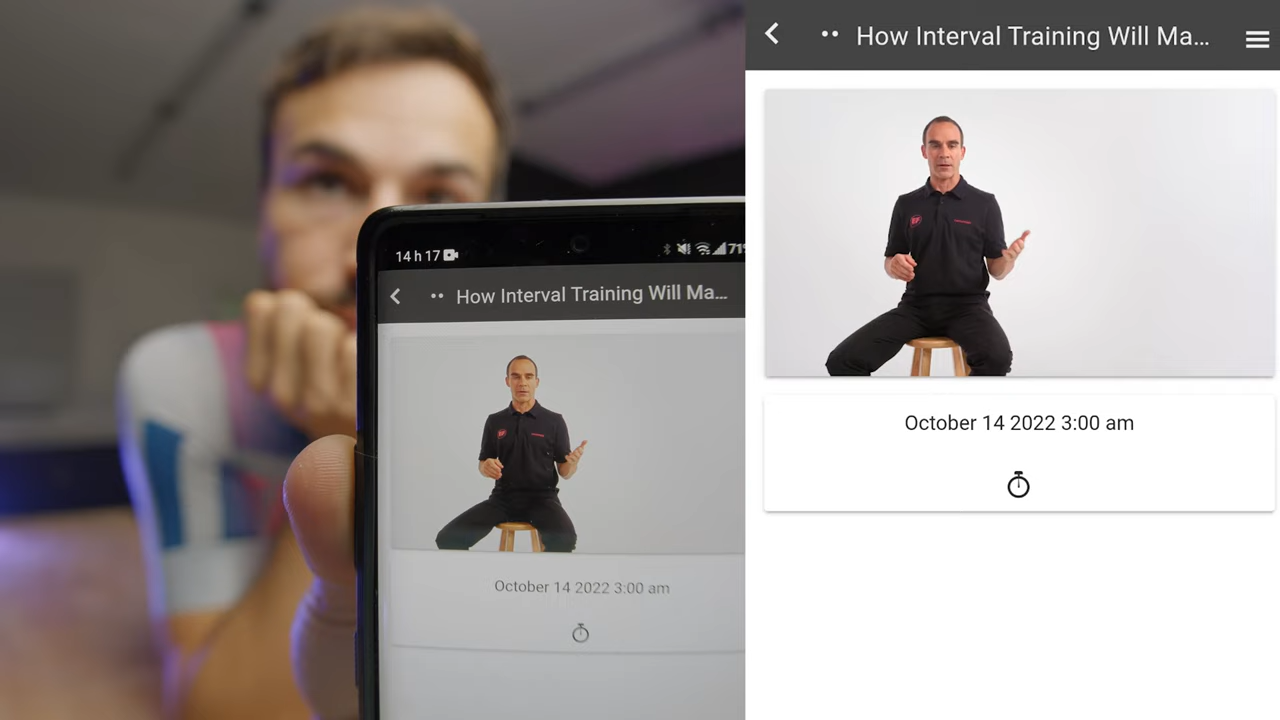 14 h 17
71%
How Interval Training Will Ma...
October 14 2022 3:00 am
How Interval Training Will Ma...
October 14 2022 3:00 am